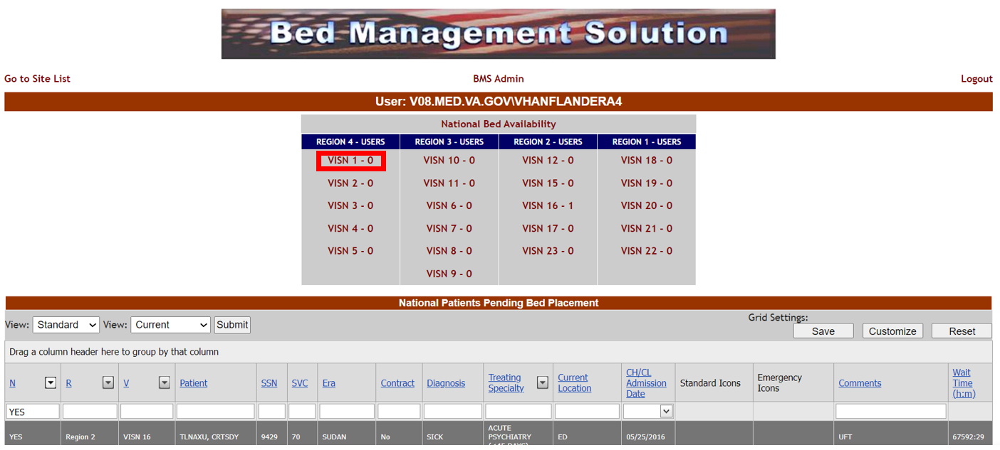 Bed Management Solution
Go to Site List BMS Admin Logout
User: V08.MED.VA.GOV\VHANFLANDERA4
National Bed Availability
REGION 4 - USERS REGION 3 - USERS REGION 2 - USERS REGION 1 - USERS
VISN 1 - 0 VISN 10 - 0 VISN 12 - 0 VISN 18 - 0
VISN 2 - 0 VISN 11 - 0 VISN 15 - 0 VISN 19 - 0
VISN 3 - 0 VISN 6 - 0 VISN 16 - 1 VISN 20 - 0
VISN 4 - 0 VISN 7 - 0 VISN 17 - 0 VISN 21 - 0
VISN 5 - 0 VISN 8 - 0 VISN 23 - 0 VISN 22 - 0
VISN 9 - 0
National Patients Pending Bed Placement
View: Standard View: Current Submit
Grid Settings:
Save Customize Reset
Drag a column header here to group by that column
N R V Patient SSN SVC Era Contract Diagnosis Treating Specialty Current Location CH/CL Admission Date Standard Icons Emergency Icons Comments Wait Time (h:m)
YES
YES Region 2 VISN 16 TLNAXU, CRTSDY 9429 70 SUDAN No SICK ACUTE PSYCHIATRY (<45 DAYS) ED 05/25/2016 UFT 67592:29